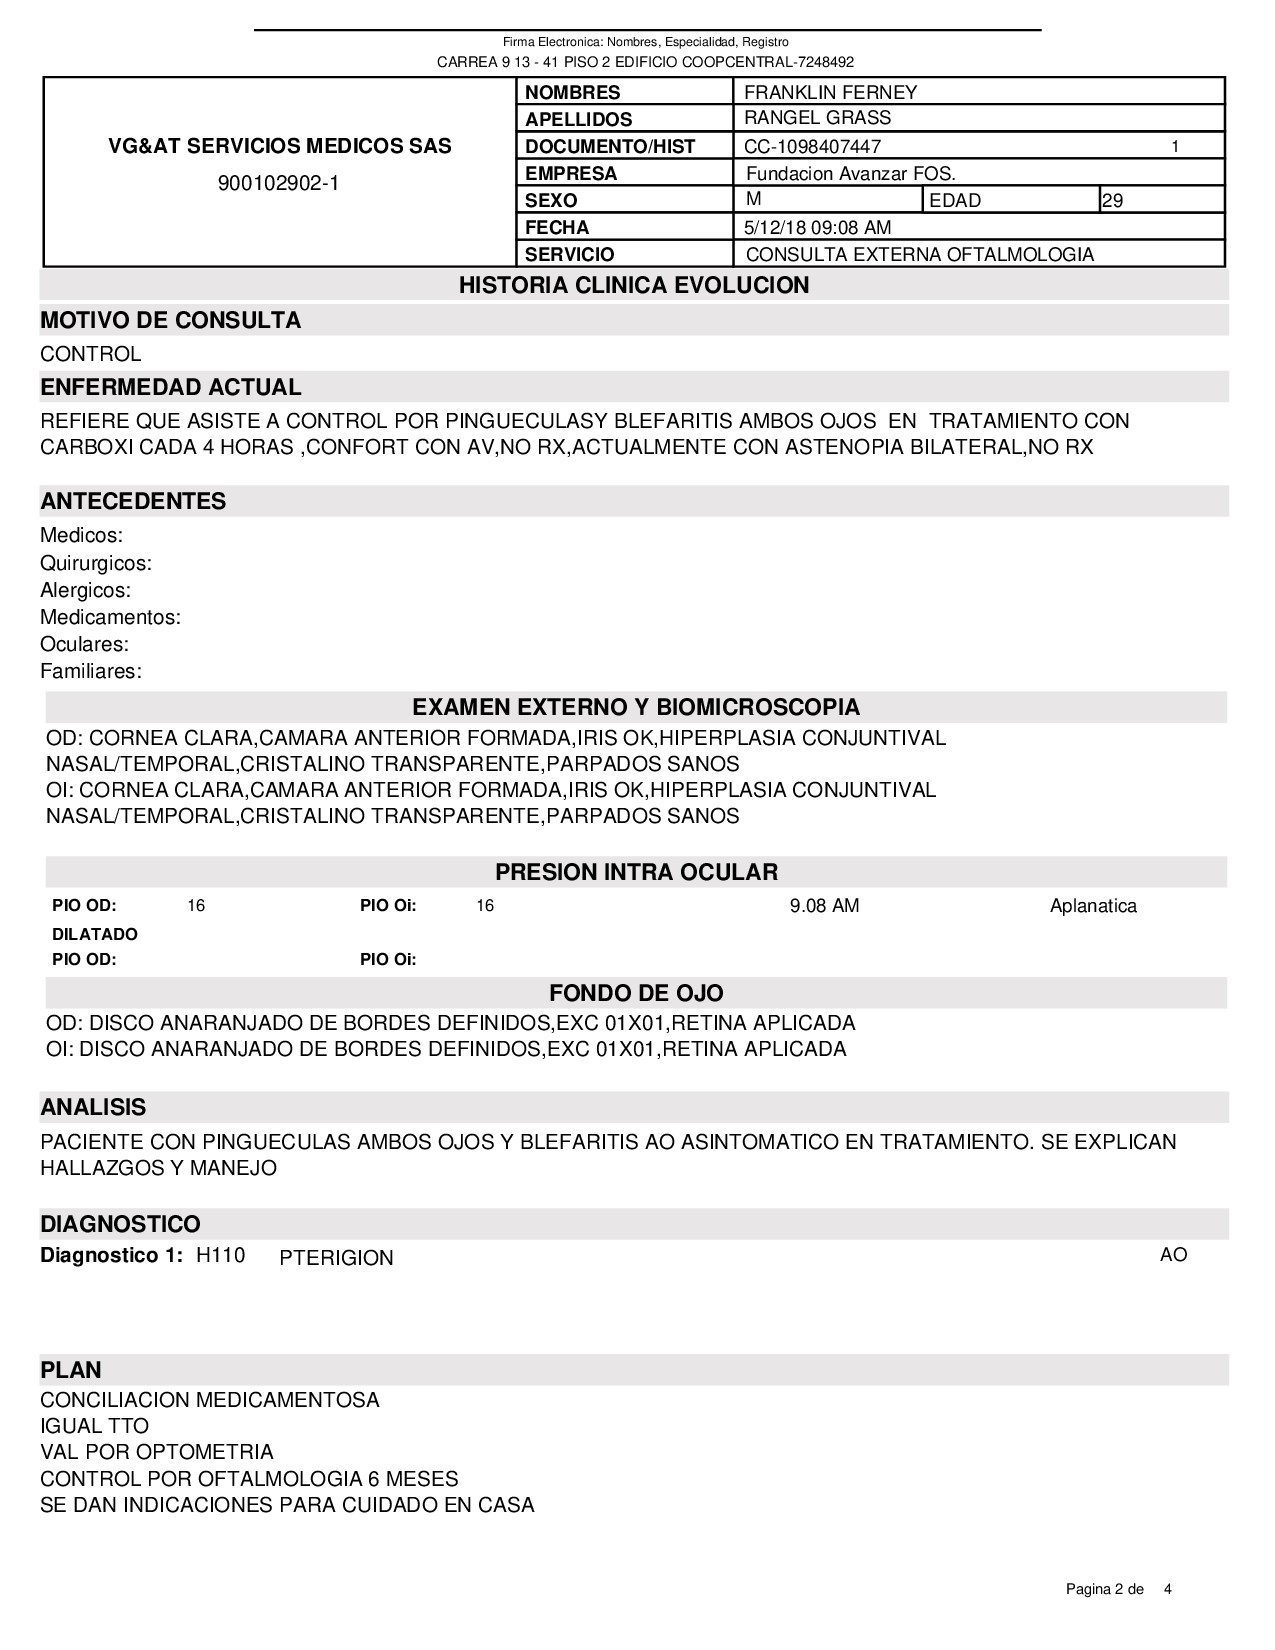 Firma Electronica: Nombres, Especialidad, Registro
CARREA 9 13 - 41 PISO 2 EDIFICIO COOPCENTRAL-7248492
VG&AT SERVICIOS MEDICOS SAS
900102902-1
NOMBRES FRANKLIN FERNEY
APELLIDOS RANGEL GRASS
DOCUMENTO/HIST CC-1098407447 1
EMPRESA Fundacion Avanzar FOS.
SEXO M EDAD 29
FECHA 5/12/18 09:08 AM
SERVICIO CONSULTA EXTERNA OFTALMOLOGIA
HISTORIA CLINICA EVOLUCION
MOTIVO DE CONSULTA
CONTROL
ENFERMEDAD ACTUAL
REFIERE QUE ASISTE A CONTROL POR PINGUECULASY BLEFARITIS AMBOS OJOS EN TRATAMIENTO CON
CARBOXI CADA 4 HORAS ,CONFORT CON AV,NO RX,ACTUALMENTE CON ASTENOPIA BILATERAL,NO RX
ANTECEDENTES
Medicos:
Quirurgicos:
Alergicos:
Medicamentos:
Oculares:
Familiares:
EXAMEN EXTERNO Y BIOMICROSCOPIA
OD: CORNEA CLARA,CAMARA ANTERIOR FORMADA,IRIS OK,HIPERPLASIA CONJUNTIVAL
NASAL/TEMPORAL,CRISTALINO TRANSPARENTE,PARPADOS SANOS
OI: CORNEA CLARA,CAMARA ANTERIOR FORMADA,IRIS OK,HIPERPLASIA CONJUNTIVAL
NASAL/TEMPORAL,CRISTALINO TRANSPARENTE,PARPADOS SANOS
PRESION INTRA OCULAR
PIO OD: 16 PIO Oi: 16 9.08 AM Aplanatica
DILATADO
PIO OD: PIO Oi:
FONDO DE OJO
OD: DISCO ANARANJADO DE BORDES DEFINIDOS,EXC 01X01,RETINA APLICADA
OI: DISCO ANARANJADO DE BORDES DEFINIDOS,EXC 01X01,RETINA APLICADA
ANALISIS
PACIENTE CON PINGUECULAS AMBOS OJOS Y BLEFARITIS AO ASINTOMATICO EN TRATAMIENTO. SE EXPLICAN
HALLAZGOS Y MANEJO
DIAGNOSTICO
Diagnostico 1: H110 PTERIGION AO
PLAN
CONCILIACION MEDICAMENTOSA
IGUAL TTO
VAL POR OPTOMETRIA
CONTROL POR OFTALMOLOGIA 6 MESES
SE DAN INDICACIONES PARA CUIDADO EN CASA
Pagina 2 de 4